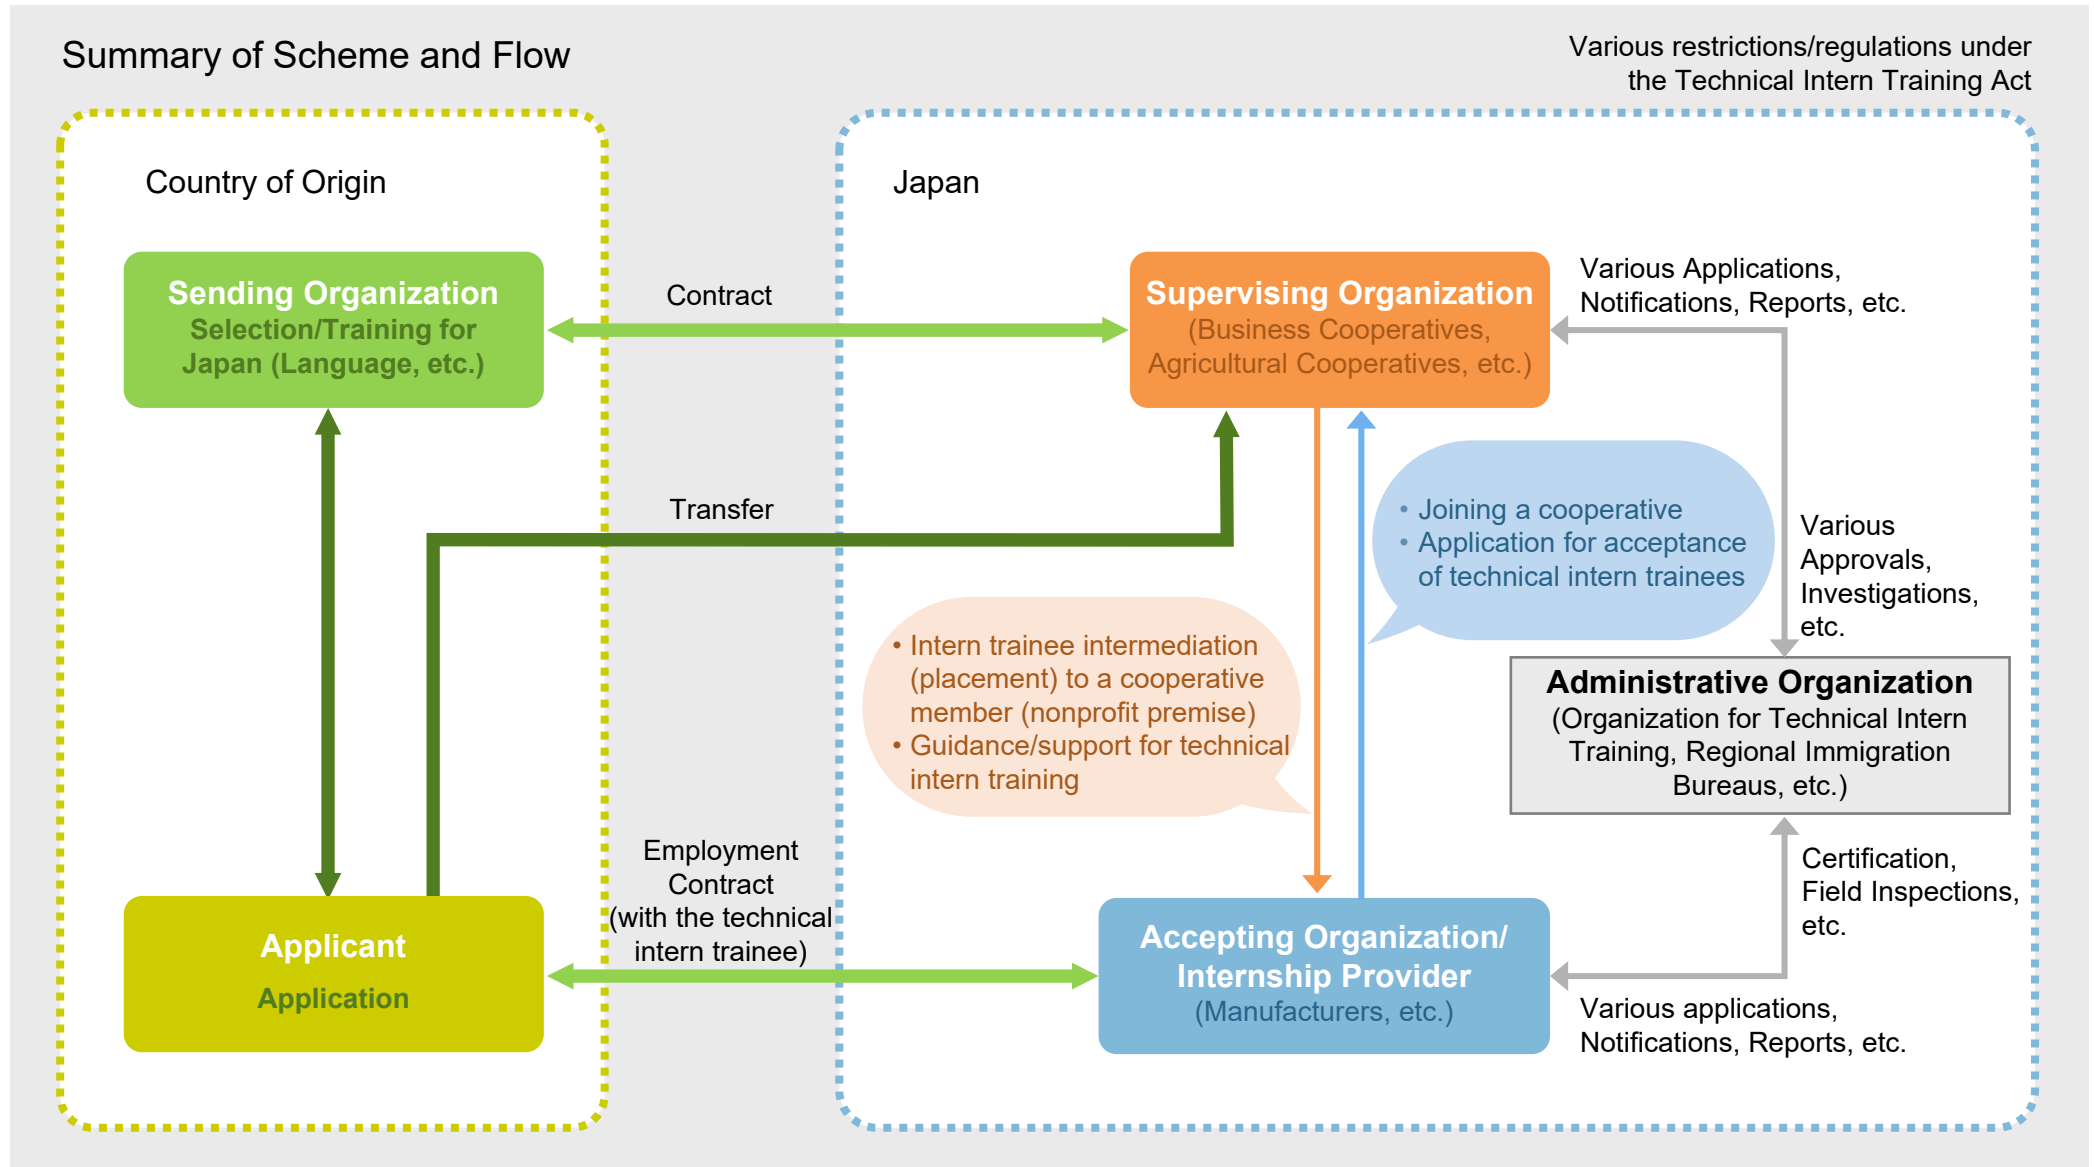 Summary of Scheme and Flow
Various restrictions/regulations under
the Technical Intern Training Act
Country of Origin
Sending Organization
Selection/Training for
Japan (Language, etc.)
Contract
Japan
Supervising Organization
(Business Cooperatives,
Agricultural Cooperatives, etc.)
Various Applications,
Notifications, Reports, etc.
Transfer
• Joining a cooperative
• Application for acceptance
of technical intern trainees
Various
Approvals,
Investigations,
etc.
• Intern trainee intermediation
(placement) to a cooperative
member (nonprofit premise)
• Guidance/support for technical
intern training
Administrative Organization
(Organization for Technical Intern
Training, Regional Immigration
Bureaus, etc.)
Applicant
Application
Employment
Contract
(with the technical
intern trainee)
Accepting Organization/
Internship Provider
(Manufacturers, etc.)
Certification,
Field Inspections,
etc.
Various applications,
Notifications, Reports, etc.